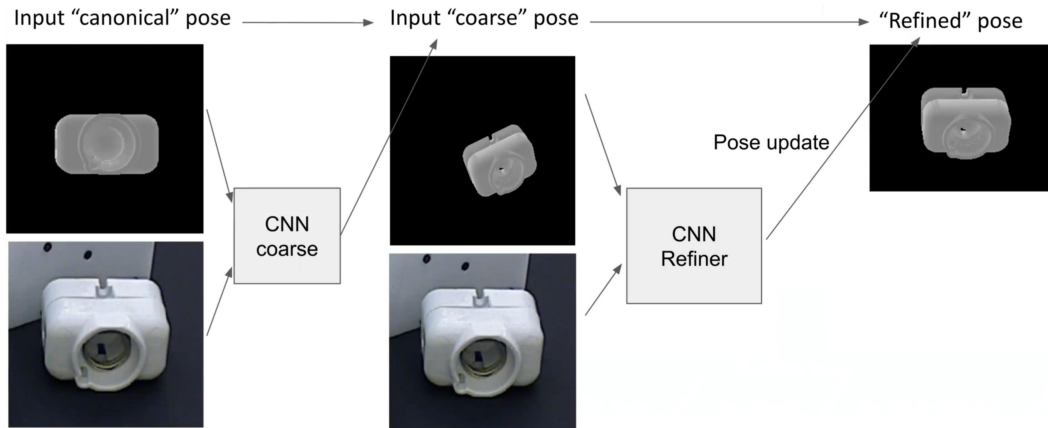 Input “canonical” pose
Input “coarse” pose
“Refined” pose
CNN
coarse
CNN
Refiner
Pose update